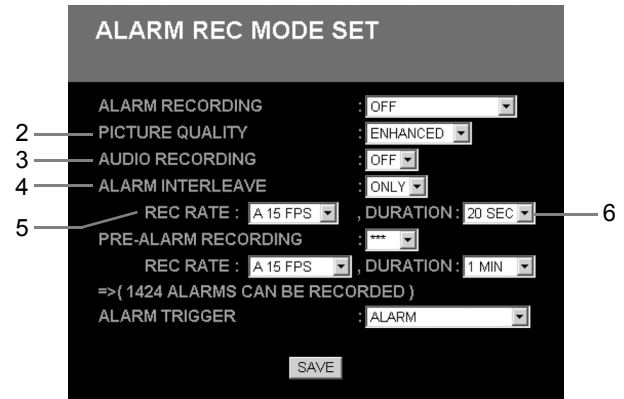 ALARM REC MODE SET
ALARM RECORDING : OFF
2 PICTURE QUALITY : ENHANCED
3 AUDIO RECORDING : OFF
4 ALARM INTERLEAVE : ONLY
5 REC RATE : A 15 FPS , DURATION : 20 SEC 6
PRE-ALARM RECORDING : ***
REC RATE : A 15 FPS , DURATION : 1 MIN
=>( 1424 ALARMS CAN BE RECORDED )
ALARM TRIGGER : ALARM
SAVE